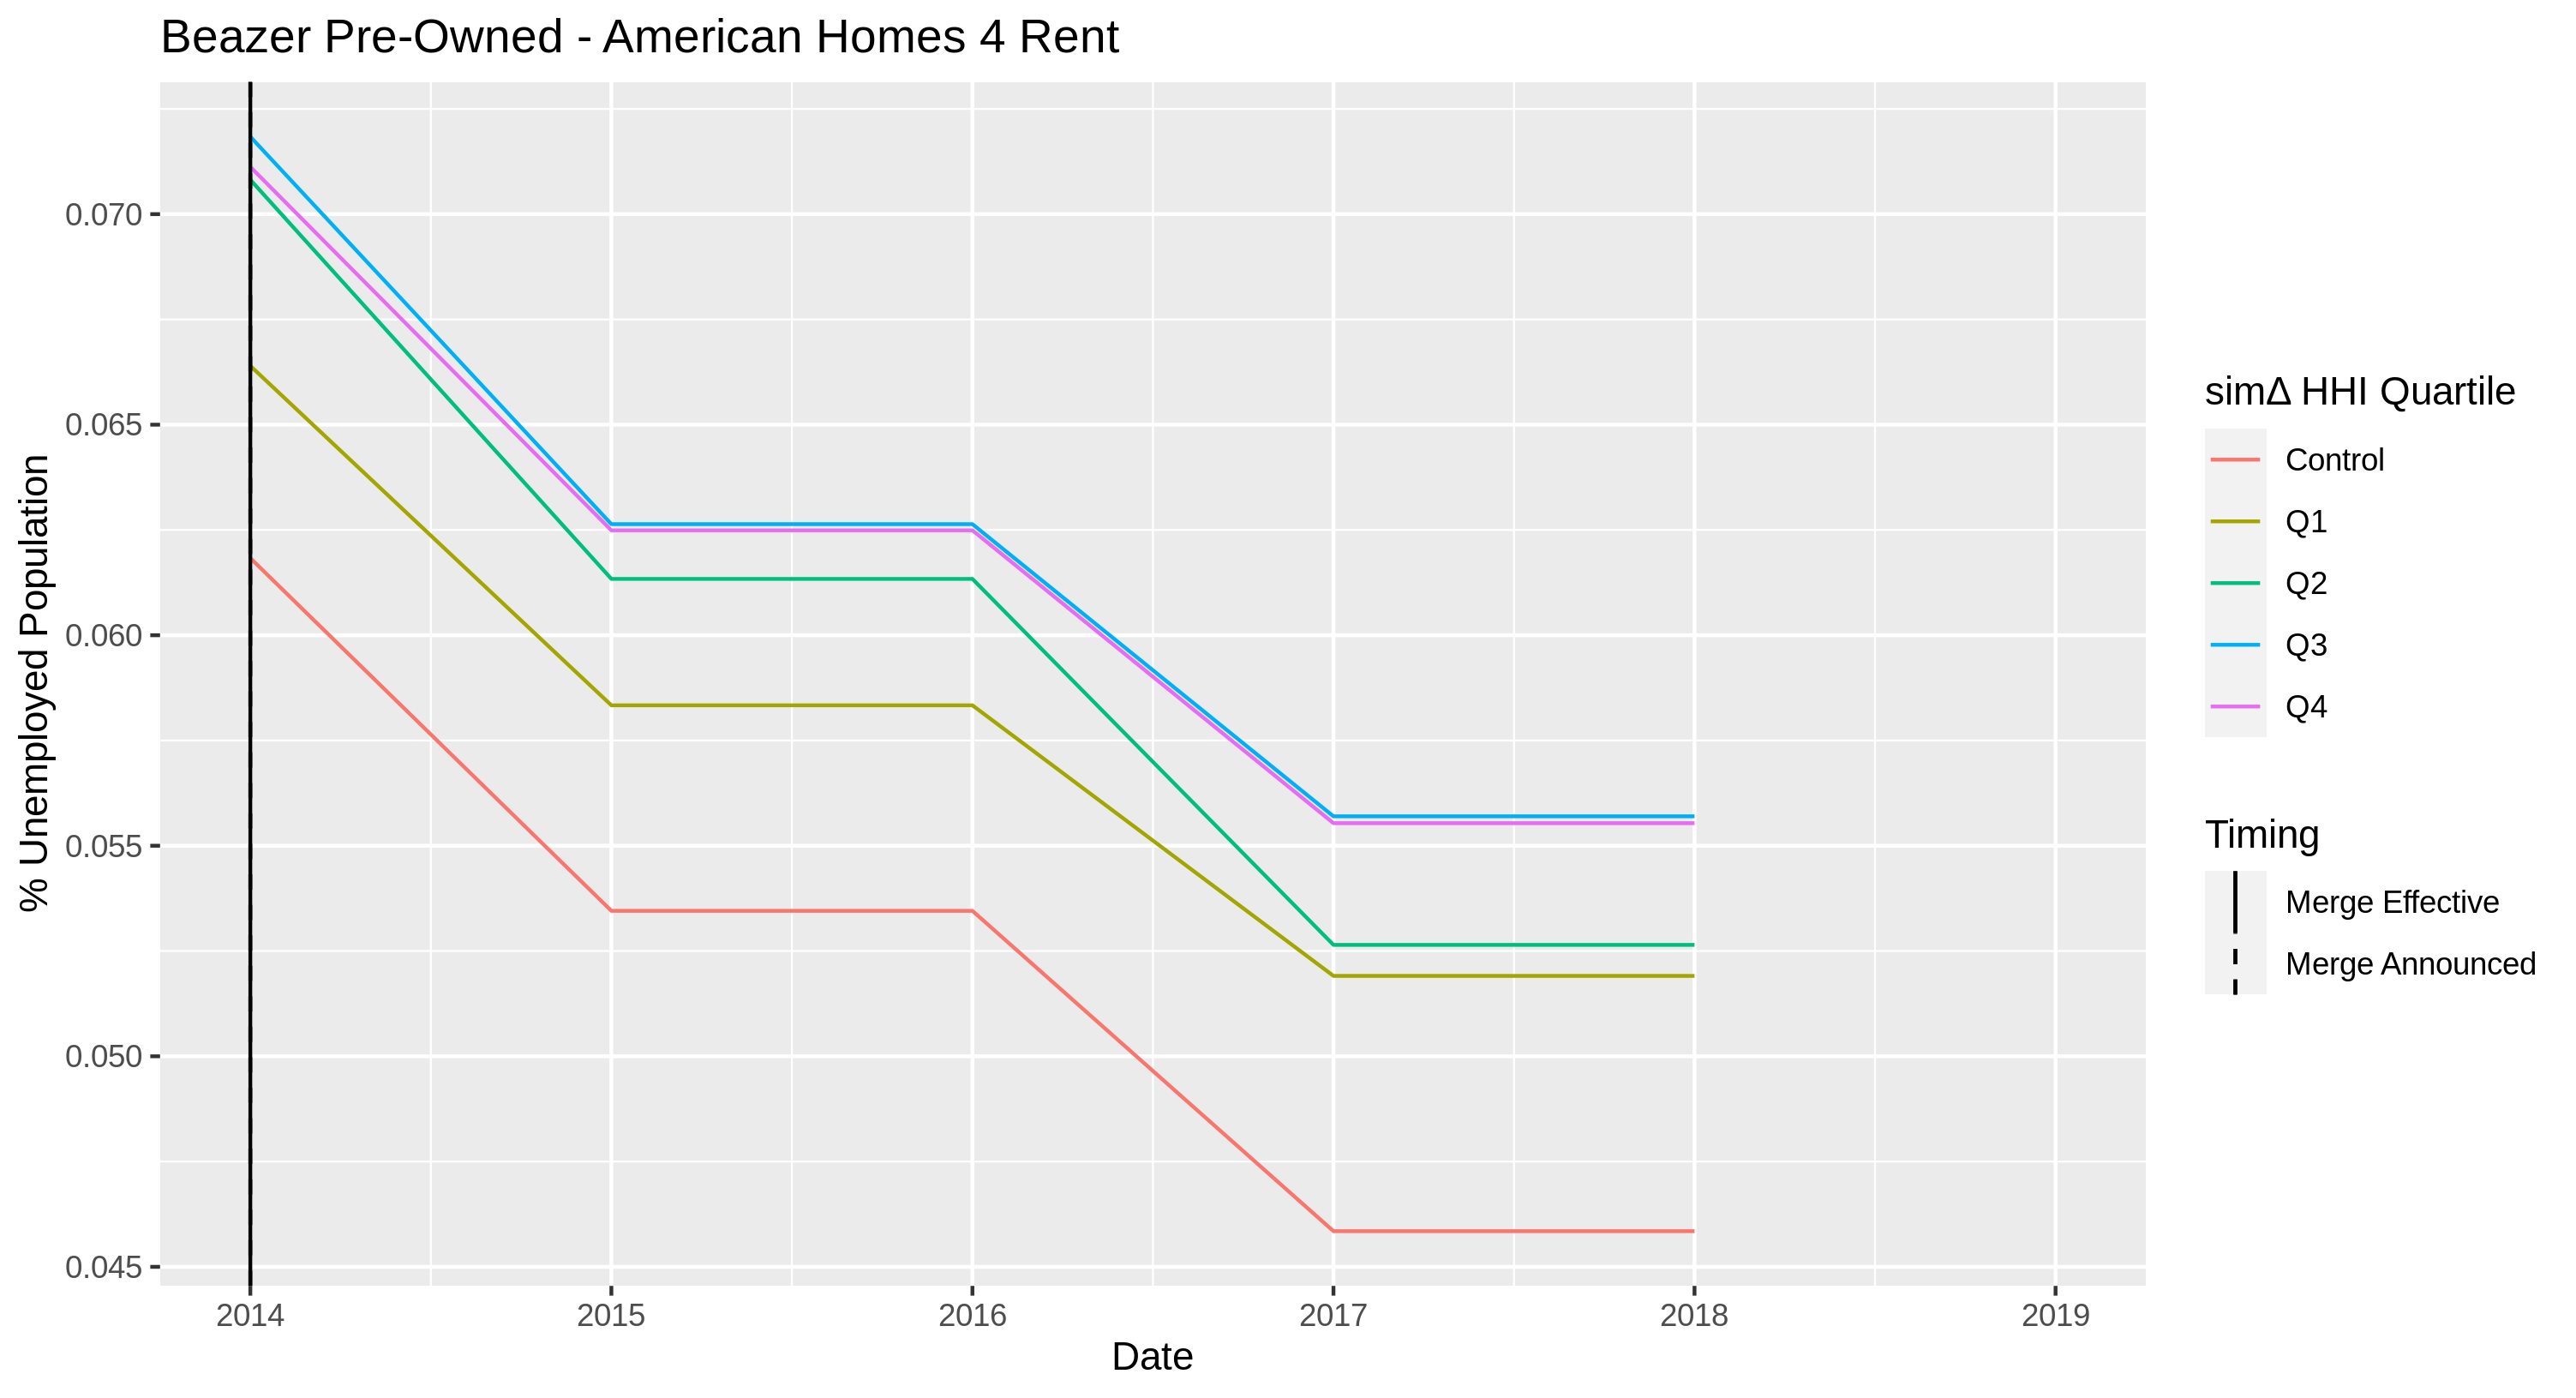 Beazer Pre-Owned - American Homes 4 Rent
% Unemployed Population
0.070
0.065
0.060
0.055
0.050
0.045
2014
2015
2016
2017
2018
2019
Date
simΔ HHI Quartile
Control
Q1
Q2
Q3
Q4
Timing
Merge Effective
Merge Announced